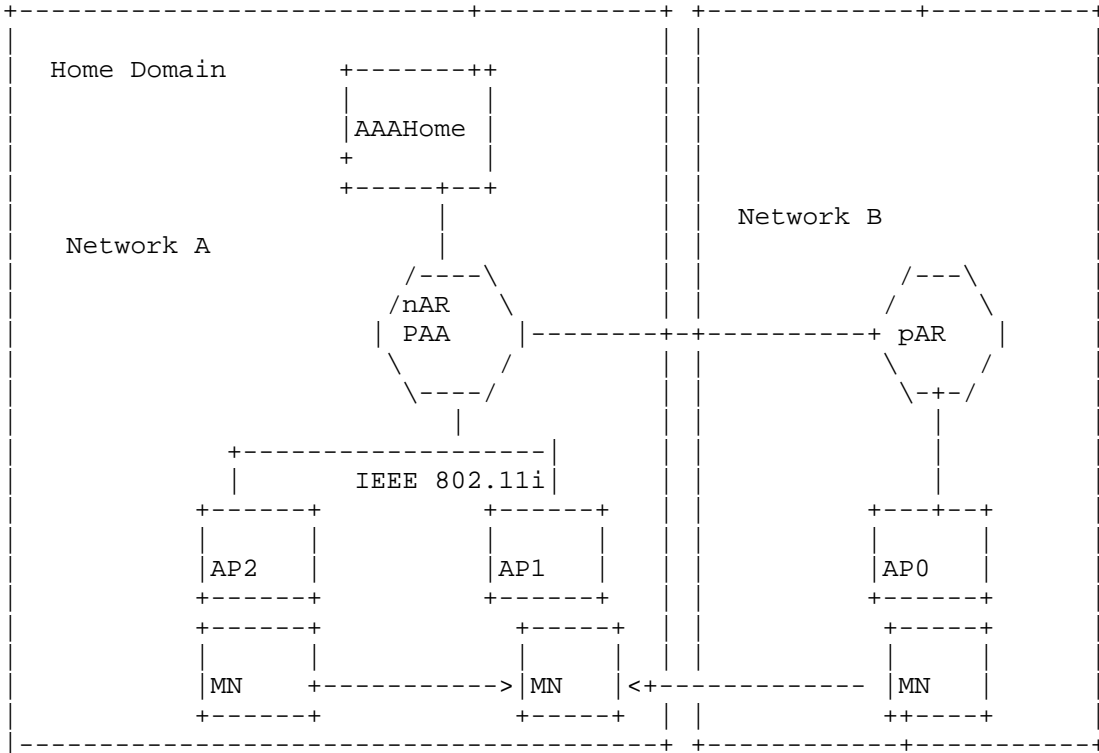 Home Domain
AAAHome
Network B
Network A
nAR
PAA
pAR
IEEE 802.11i
AP2 AP1 AP0
MN MN MN